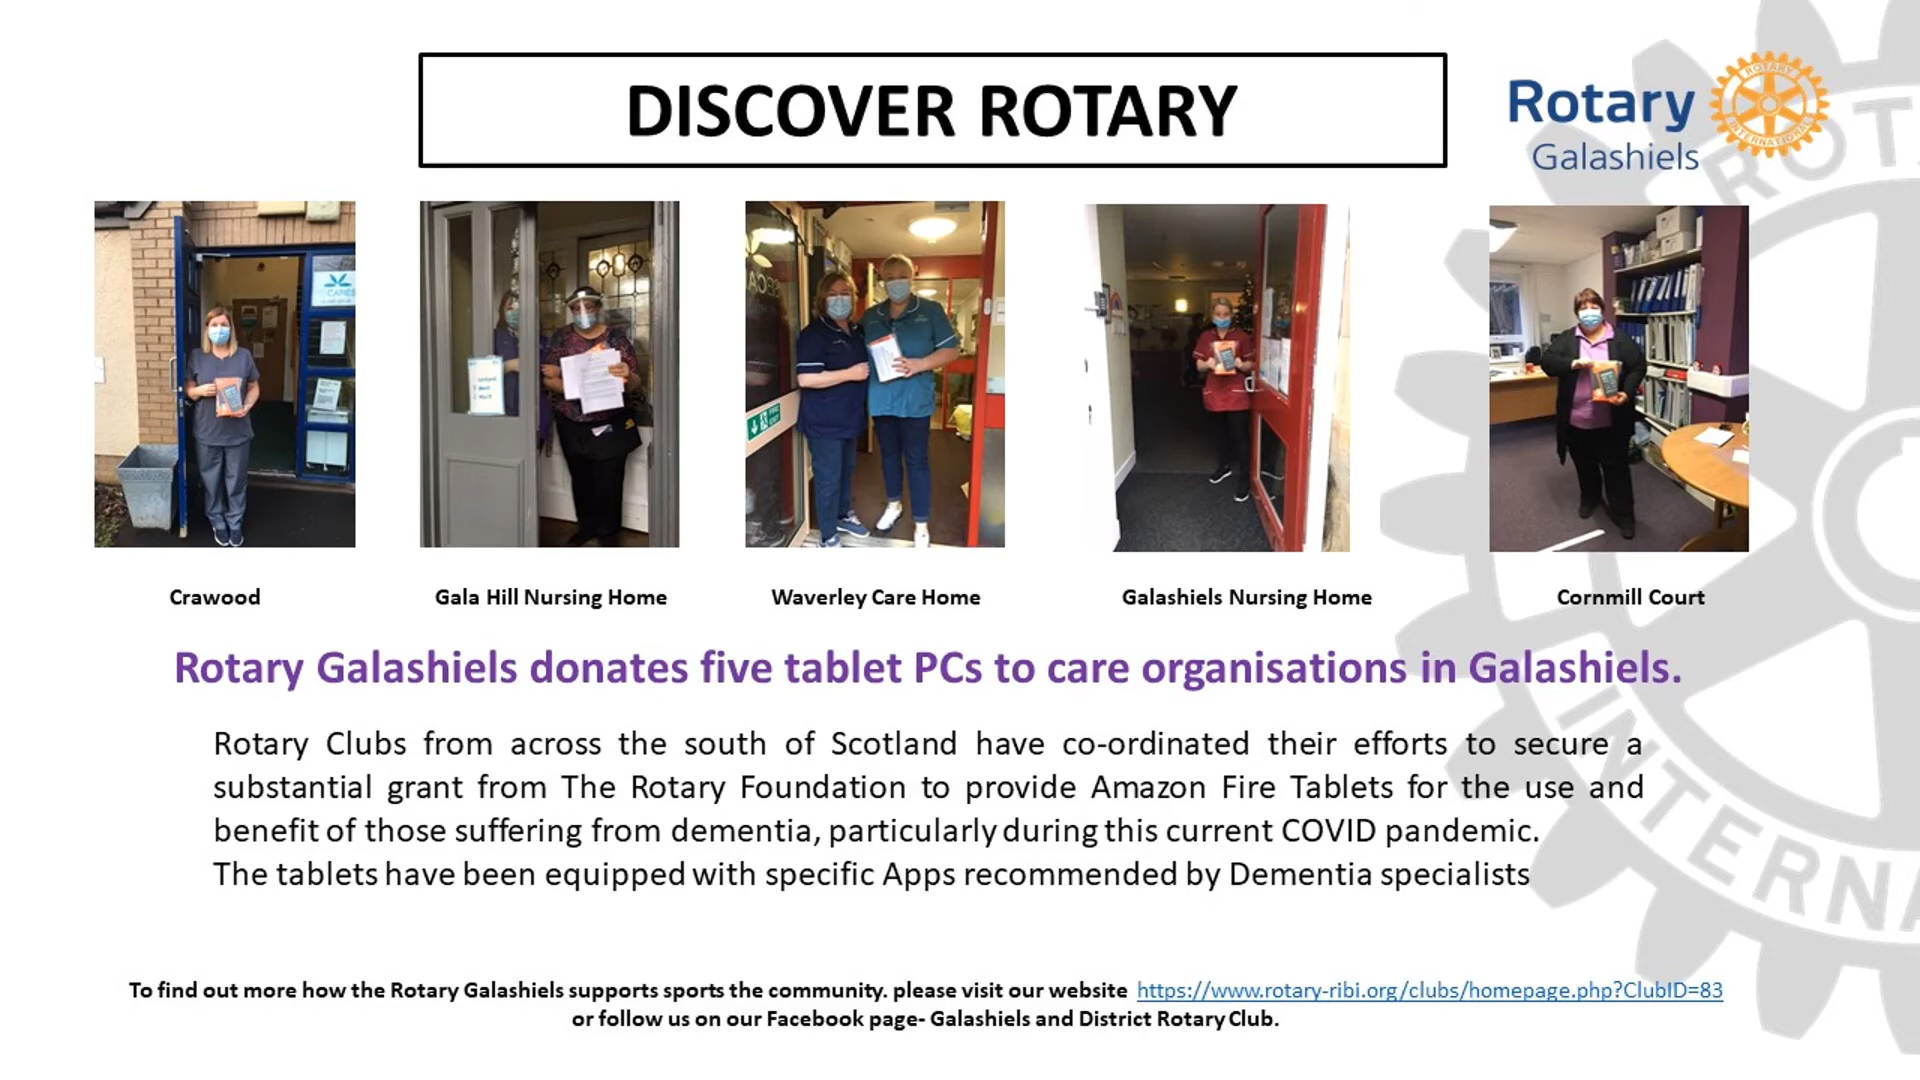 DISCOVER ROTARY
Rotary
Galashiels
ROTARY
INTERNATIONAL
Crawood
Gala Hill Nursing Home
Waverley Care Home
Galashiels Nursing Home
Cornmill Court
Rotary Galashiels donates five tablet PCs to care organisations in Galashiels.
Rotary Clubs from across the south of Scotland have co-ordinated their efforts to secure a
substantial grant from The Rotary Foundation to provide Amazon Fire Tablets for the use and
benefit of those suffering from dementia, particularly during this current COVID pandemic.
The tablets have been equipped with specific Apps recommended by Dementia specialists
To find out more how the Rotary Galashiels supports sports the community. please visit our website https://www.rotary-ribi.org/clubs/homepage.php?ClubID=83
or follow us on our Facebook page- Galashiels and District Rotary Club.
ROT
INTERNA